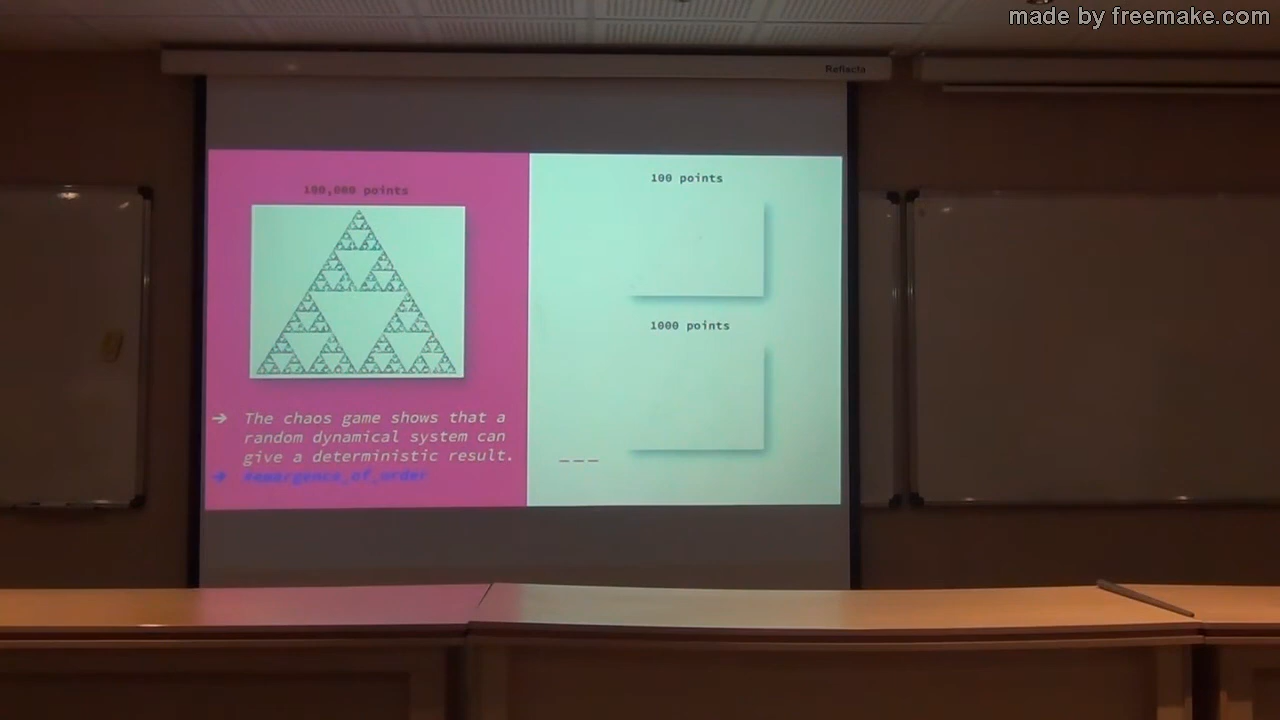 made by freemake.com
Reflecta
100,000 points
The chaos game shows that a
random dynamical system can
give a deterministic result.
#emargence_of_order
100 points
1000 points